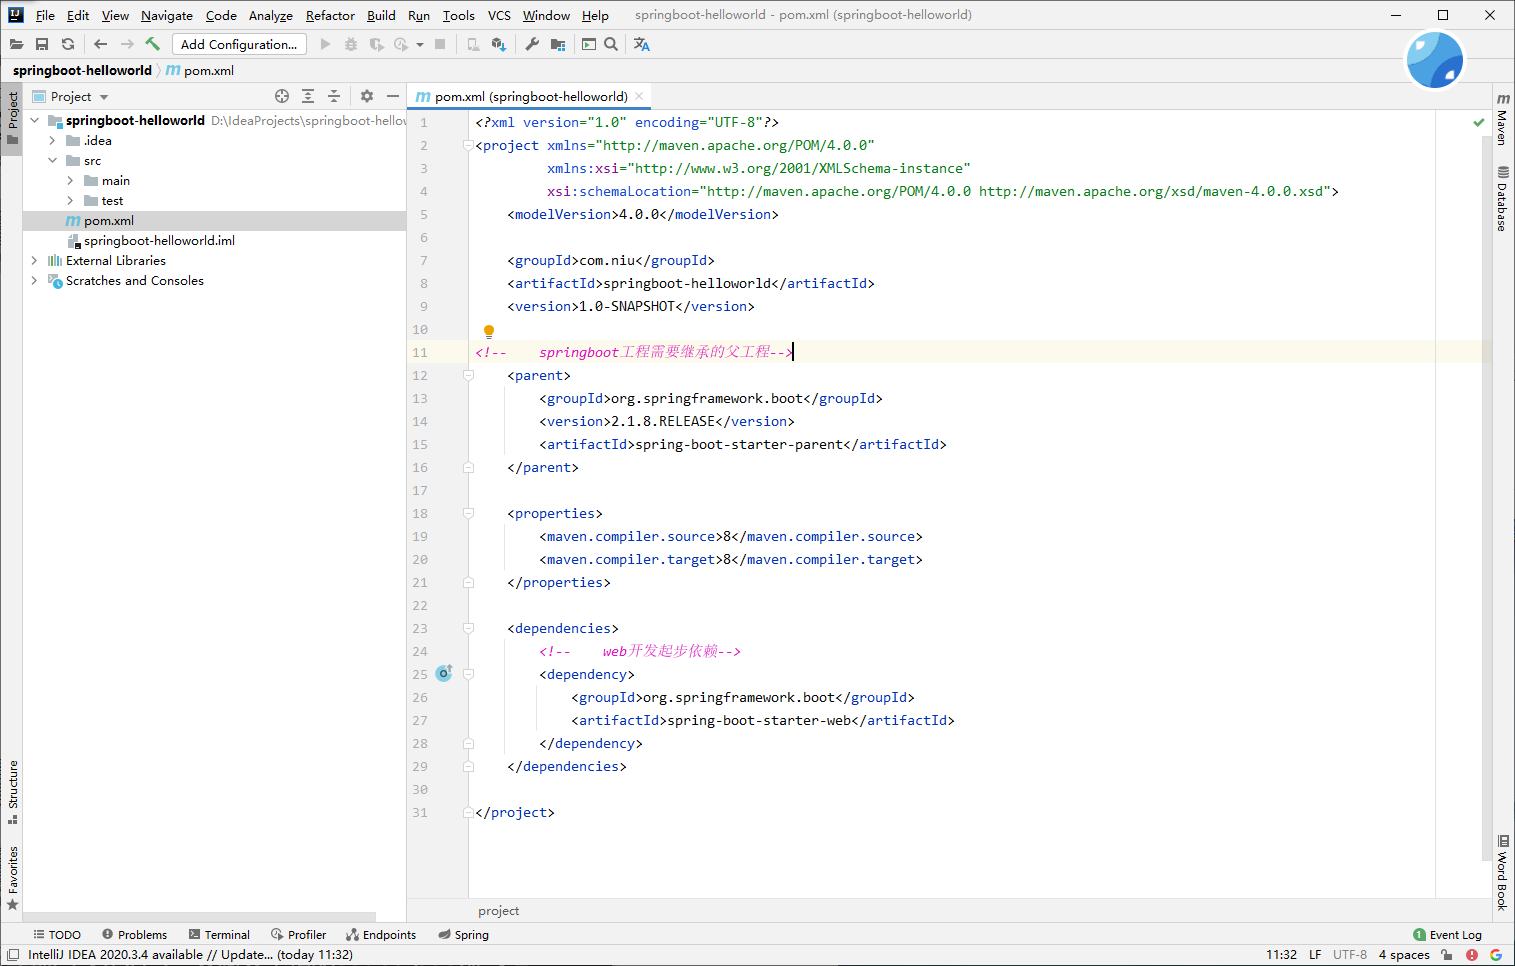 File Edit View Navigate Code Analyze Refactor Build Run Tools VCS Window Help springboot-helloworld - pom.xml (springboot-helloworld)
Add Configuration...
springboot-helloworld pom.xml
Project
pom.xml (springboot-helloworld)
springboot-helloworld D:\IdeaProjects\springboot-hellow
.idea
src
main
test
pom.xml
springboot-helloworld.iml
External Libraries
Scratches and Consoles
1 <?xml version="1.0" encoding="UTF-8"?>
2 <project xmlns="http://maven.apache.org/POM/4.0.0"
3 xmlns:xsi="http://www.w3.org/2001/XMLSchema-instance"
4 xsi:schemaLocation="http://maven.apache.org/POM/4.0.0 http://maven.apache.org/xsd/maven-4.0.0.xsd">
5 <modelVersion>4.0.0</modelVersion>
6
7 <groupId>com.niu</groupId>
8 <artifactId>springboot-helloworld</artifactId>
9 <version>1.0-SNAPSHOT</version>
10
11 <!-- springboot工程需要继承的父工程-->
12 <parent>
13 <groupId>org.springframework.boot</groupId>
14 <version>2.1.8.RELEASE</version>
15 <artifactId>spring-boot-starter-parent</artifactId>
16 </parent>
17
18 <properties>
19 <maven.compiler.source>8</maven.compiler.source>
20 <maven.compiler.target>8</maven.compiler.target>
21 </properties>
22
23 <dependencies>
24 <!-- web开发起步依赖-->
25 <dependency>
26 <groupId>org.springframework.boot</groupId>
27 <artifactId>spring-boot-starter-web</artifactId>
28 </dependency>
29 </dependencies>
30
31 </project>
project
Project
Structure
Favorites
Maven
Database
Word Book
TODO Problems Terminal Profiler Endpoints Spring 1 Event Log
IntelliJ IDEA 2020.3.4 available // Update... (today 11:32) 11:32 LF UTF-8 4 spaces